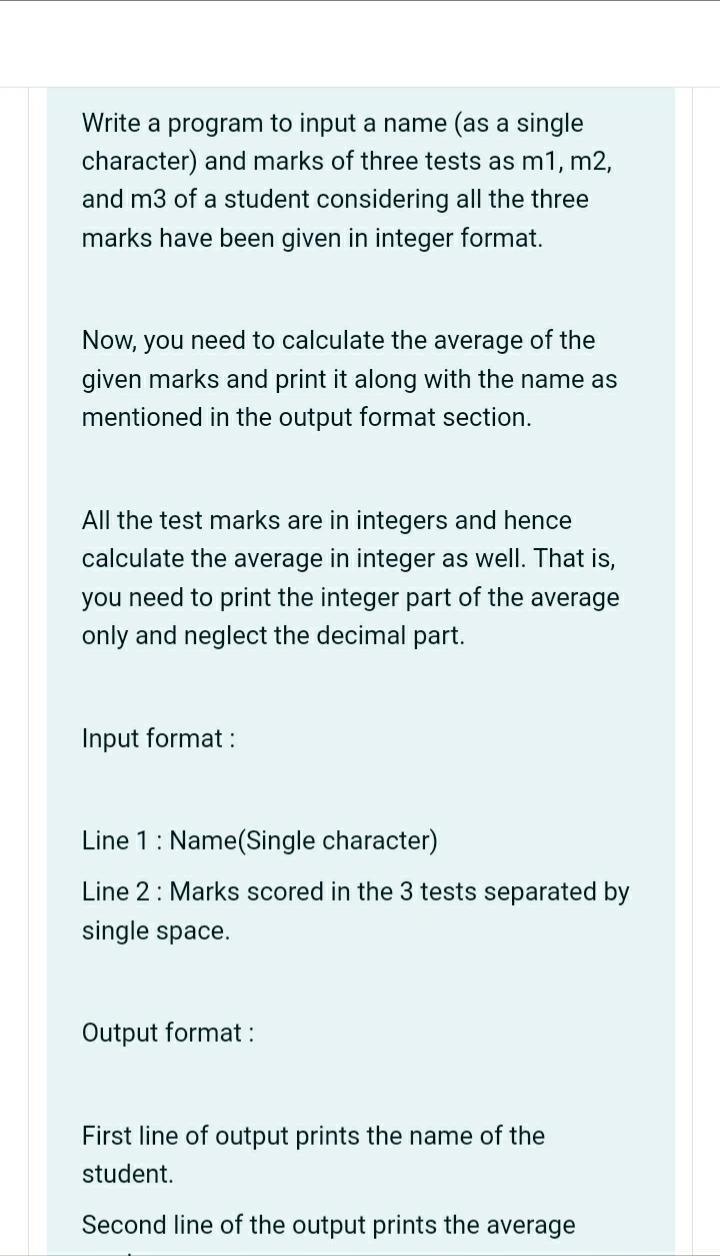 Write a program to input a name (as a single
character) and marks of three tests as m1, m2,
and m3 of a student considering all the three
marks have been given in integer format.
Now, you need to calculate the average of the
given marks and print it along with the name as
mentioned in the output format section.
All the test marks are in integers and hence
calculate the average in integer as well. That is,
you need to print the integer part of the average
only and neglect the decimal part.
Input format :
Line 1 : Name(Single character)
Line 2 : Marks scored in the 3 tests separated by
single space.
Output format :
First line of output prints the name of the
student.
Second line of the output prints the average